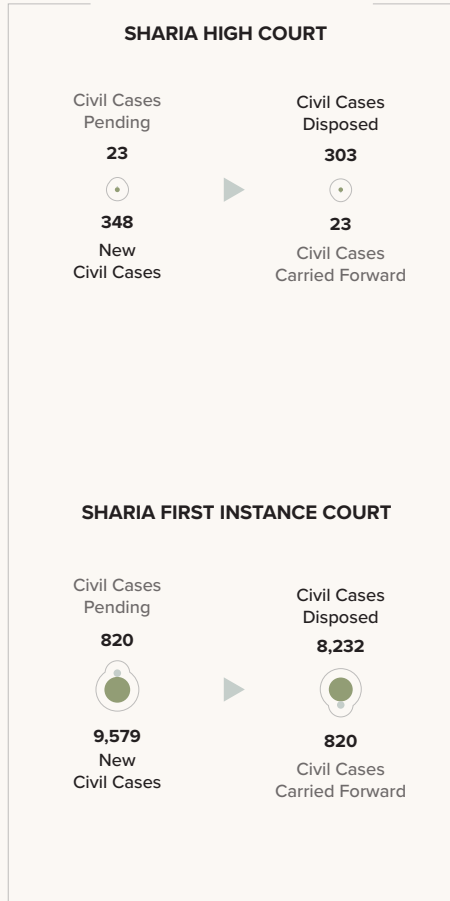 SHARIA HIGH COURT
Civil Cases
Pending
23
348
New
Civil Cases
Civil Cases
Disposed
303
23
Civil Cases
Carried Forward
SHARIA FIRST INSTANCE COURT
Civil Cases
Pending
820
9,579
New
Civil Cases
Civil Cases
Disposed
8,232
820
Civil Cases
Carried Forward